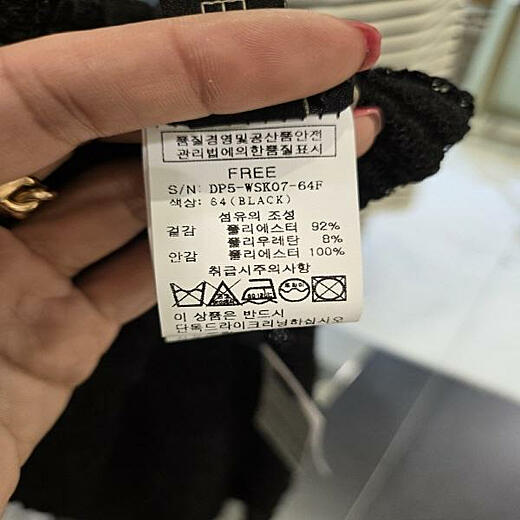 품질경영및공산품안전
관리법에의한품질표시
FREE
S/N: DP5-WSK07-64F
색상: 64(BLACK)
섬유의 조성
겉감 폴리에스터 92%
폴리우레탄 8%
안감 폴리에스터 100%
취급시주의사항
이 상품은 반드시
단독드라이크리닝하십시오